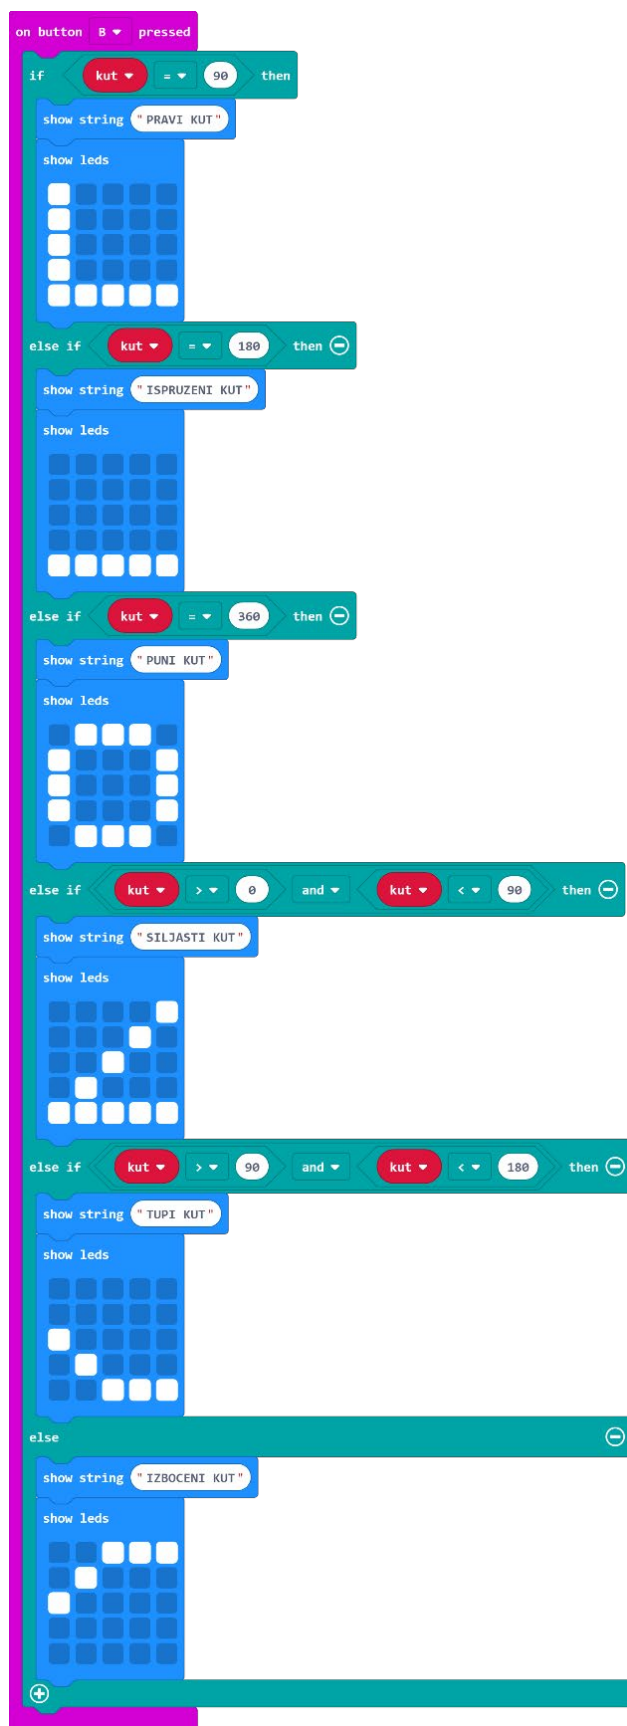 on button B pressed
if kut = 90 then
show string "PRAVI KUT"
show leds
else if kut = 180 then
show string "ISPRUZENI KUT"
show leds
else if kut = 360 then
show string "PUNI KUT"
show leds
else if kut > 0 and kut < 90 then
show string "SILJASTI KUT"
show leds
else if kut > 90 and kut < 180 then
show string "TUPI KUT"
show leds
else
show string "IZBOCENI KUT"
show leds